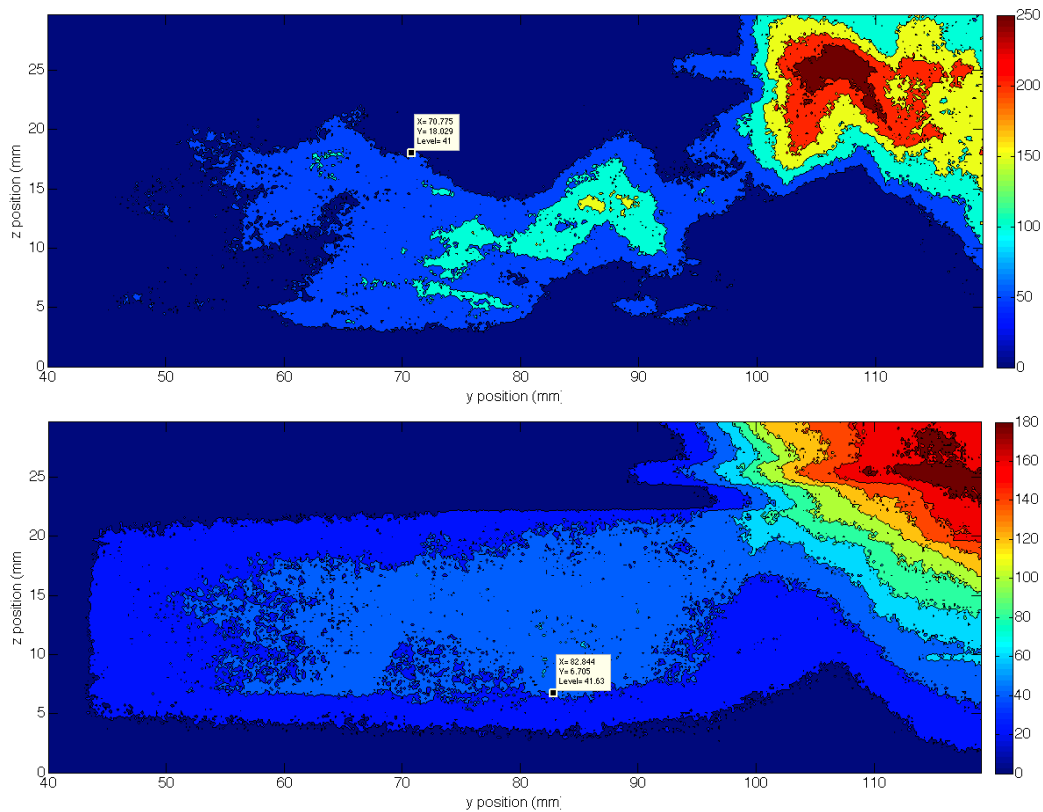 250
200
150
100
50
0
25
20
15
10
5
0
z position (mm
X= 70.775
Y= 18.029
Level= 41
40 50 60 70 80 90 100 110
y position (mm)
180
160
140
120
100
80
60
40
20
0
25
20
15
10
5
0
z position (mm
X= 82.844
Y= 6.705
Level= 41.63
40 50 60 70 80 90 100 110
y position (mm)